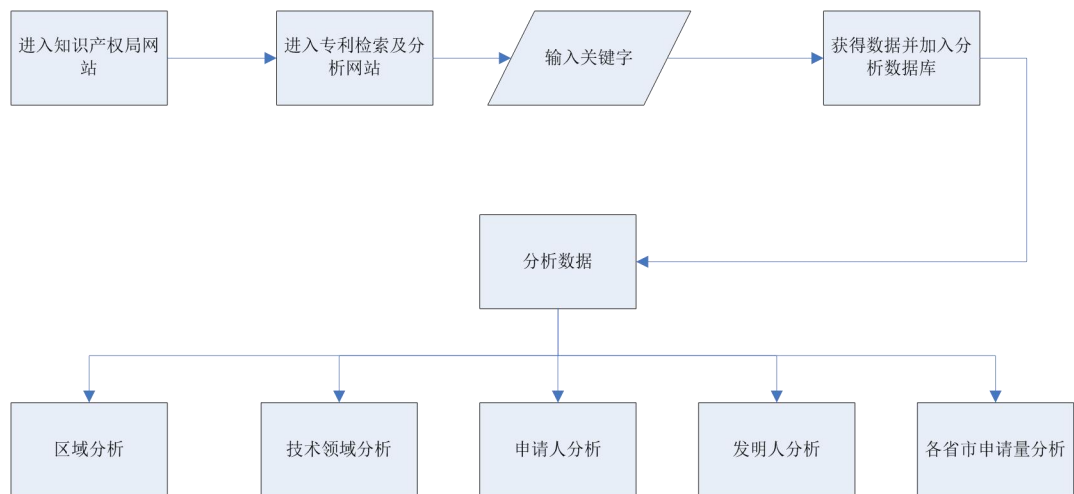 进入知识产权局网
站
进入专利检索及分
析网站
输入关键字
获得数据并加入分
析数据库
分析数据
区域分析
技术领域分析
申请人分析
发明人分析
各省市申请量分析